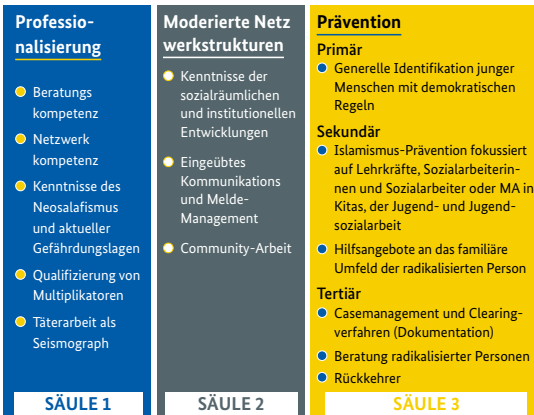 Professio-
nalisierung
Beratungs
kompetenz
Netzwerk
kompetenz
Kenntnisse des
Neosalafismus
und aktueller
Gefährdungslagen
Qualifizierung von
Multiplikatoren
Täterarbeit als
Seismograph
SÄULE 1
Moderierte Netz
werkstrukturen
Kenntnisse der
sozialräumlichen
und institutionellen
Entwicklungen
Eingeübtes
Kommunikations
und Melde-
Management
Community-Arbeit
SÄULE 2
Prävention
Primär
Generelle Identifikation junger
Menschen mit demokratischen
Regeln
Sekundär
Islamismus-Prävention fokussiert
auf Lehrkräfte, Sozialarbeiterin-
nen und Sozialarbeiter oder MA in
Kitas, der Jugend- und Jugend-
sozialarbeit
Hilfsangebote an das familiäre
Umfeld der radikalisierten Person
Tertiär
Casemanagement und Clearing-
verfahren (Dokumentation)
Beratung radikalisierter Personen
Rückkehrer
SÄULE 3